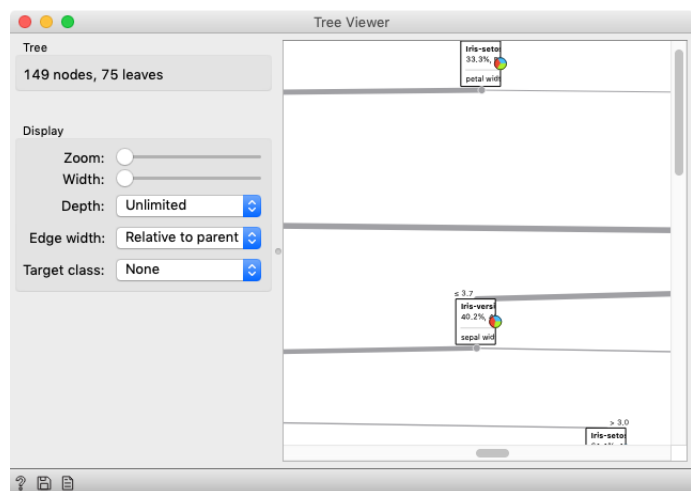 Tree Viewer
Tree
149 nodes, 75 leaves
Display
Zoom:
Width:
Depth: Unlimited
Edge width: Relative to parent
Target class: None
Iris-seto
33.3%,
petal widt
≤ 3.7
Iris-versi
40.2%,
sepal wid
> 3.0
Iris-seto
?